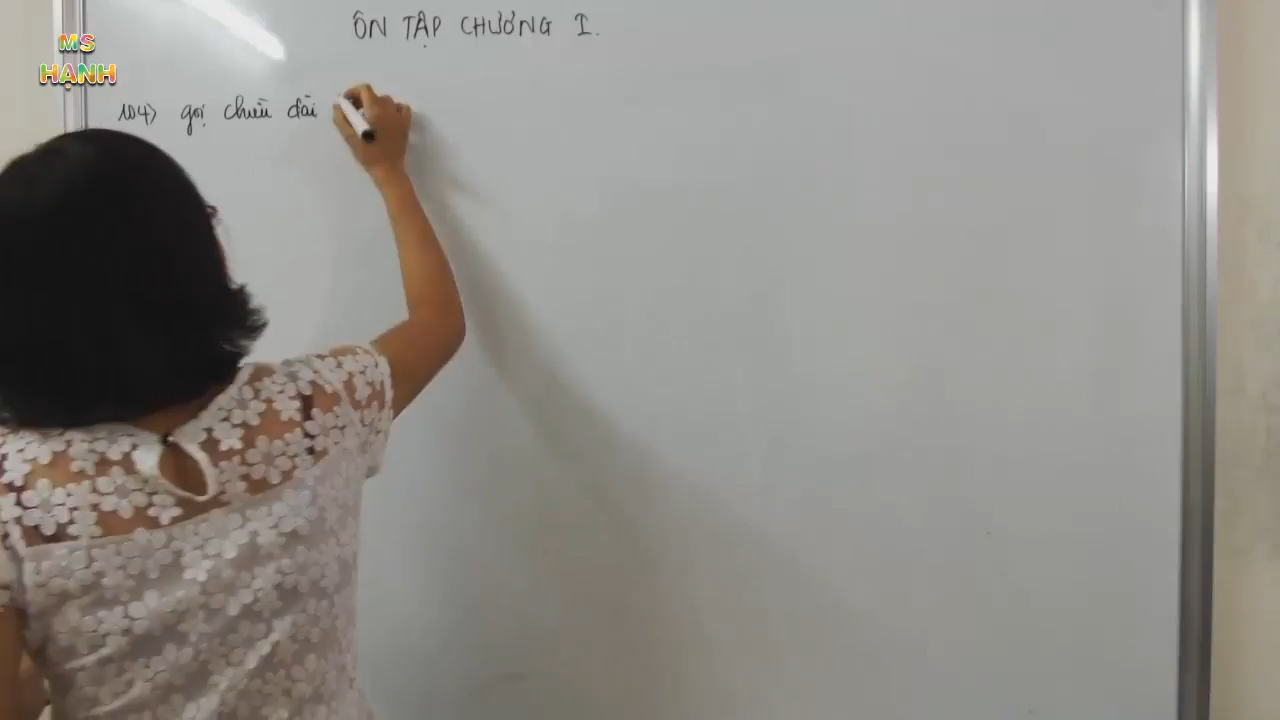 MS
HẠNH
ÔN TẬP CHƯƠNG I.
104) gọi chiều dài